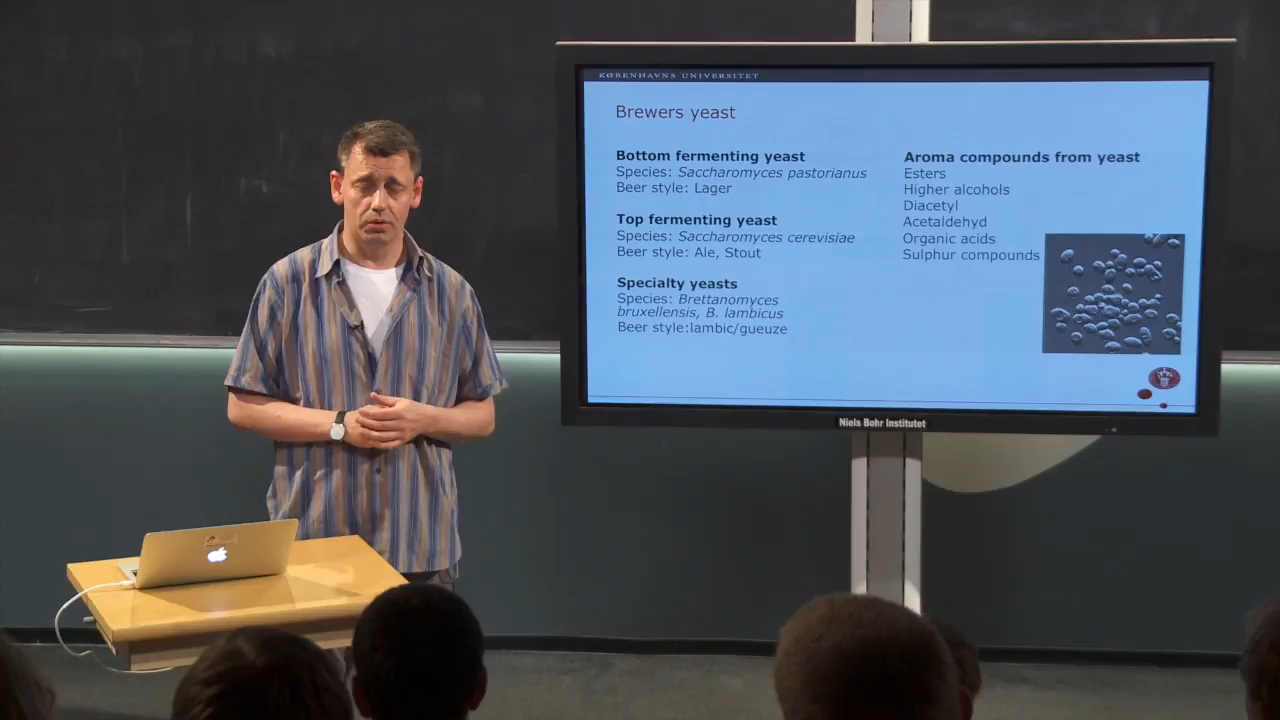 KØBENHAVNS UNIVERSITET
Brewers yeast
Bottom fermenting yeast
Species: Saccharomyces pastorianus
Beer style: Lager
Top fermenting yeast
Species: Saccharomyces cerevisiae
Beer style: Ale, Stout
Specialty yeasts
Species: Brettanomyces
bruxellensis, B. lambicus
Beer style:lambic/gueuze
Aroma compounds from yeast
Esters
Higher alcohols
Diacetyl
Acetaldehyd
Organic acids
Sulphur compounds
Niels Bohr Institutet